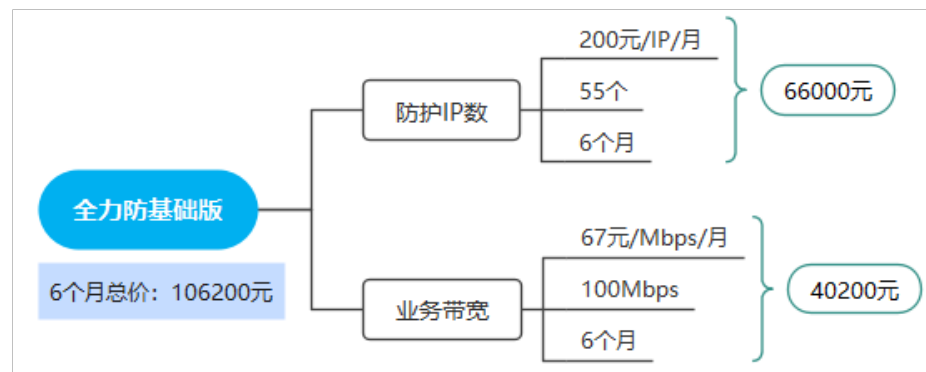 全力防基础版
6个月总价：106200元
防护IP数
200元/IP/月
55个
6个月
66000元
业务带宽
67元/Mbps/月
100Mbps
6个月
40200元